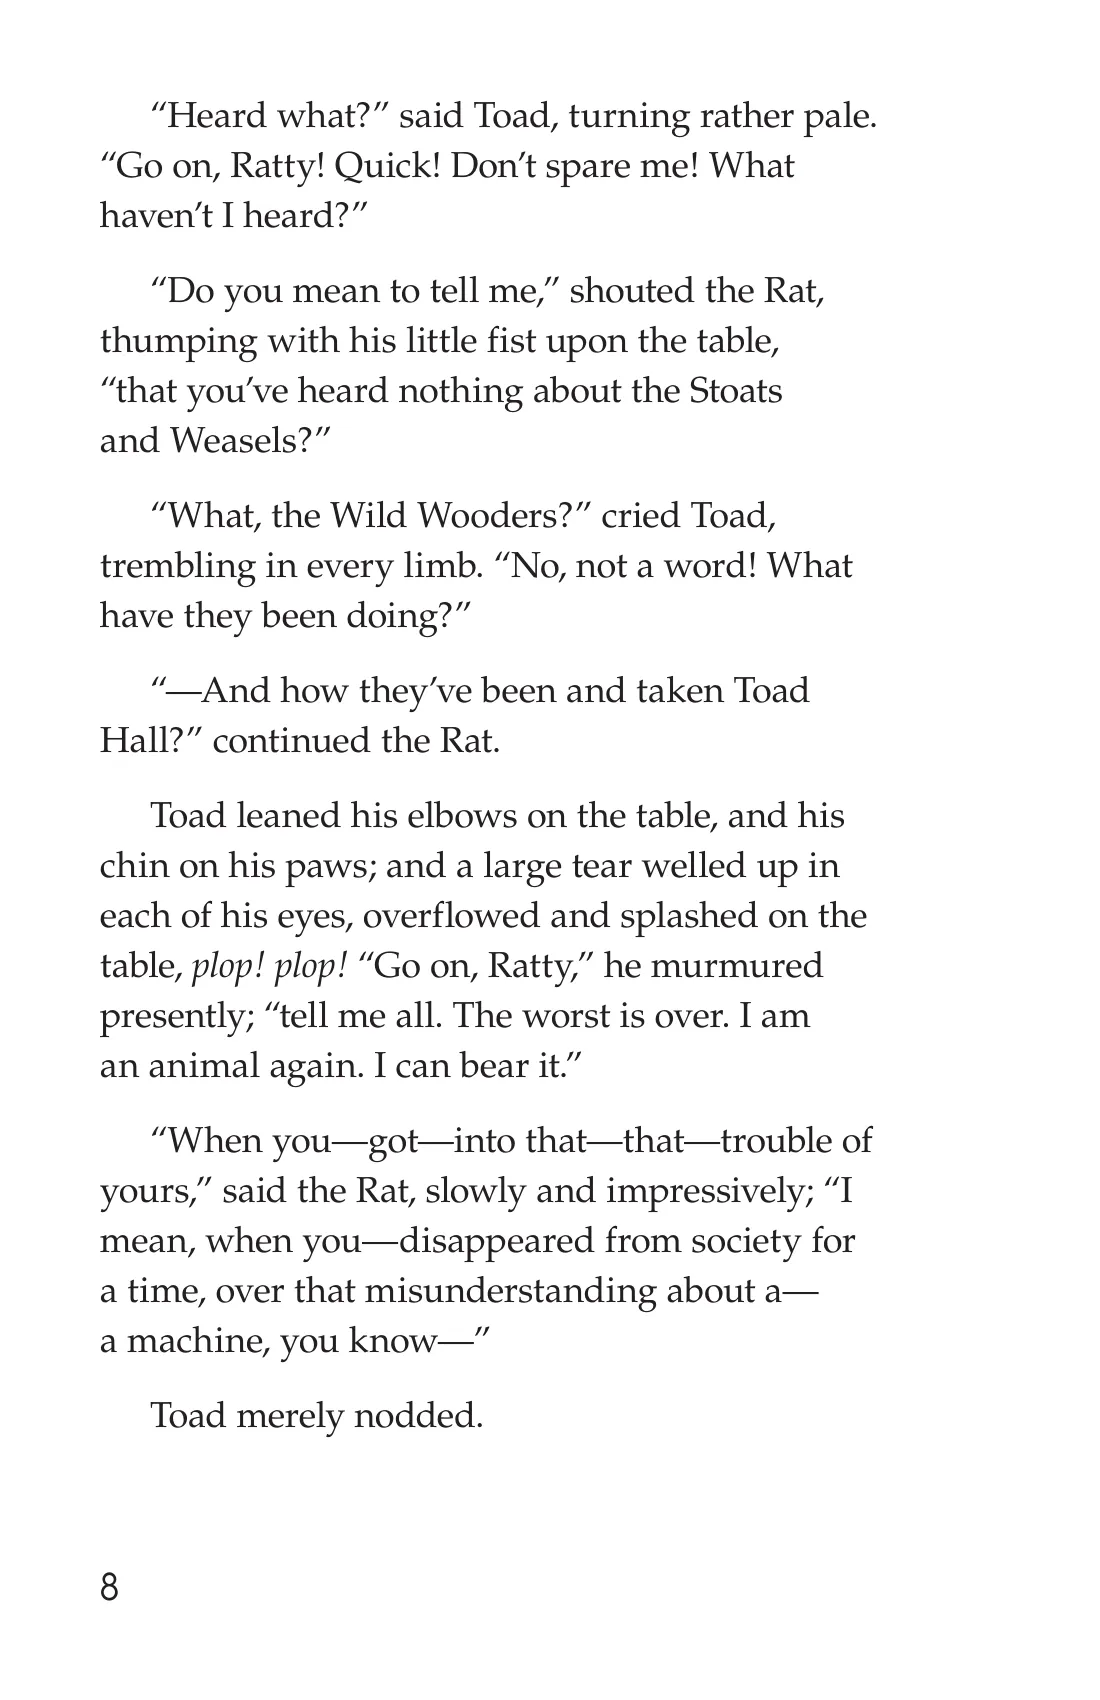 “Heard what?” said Toad, turning rather pale.
“Go on, Ratty! Quick! Don’t spare me! What
haven’t I heard?”
“Do you mean to tell me,” shouted the Rat,
thumping with his little fist upon the table,
“that you’ve heard nothing about the Stoats
and Weasels?”
“What, the Wild Wooders?” cried Toad,
trembling in every limb. “No, not a word! What
have they been doing?”
“—And how they’ve been and taken Toad
Hall?” continued the Rat.
Toad leaned his elbows on the table, and his
chin on his paws; and a large tear welled up in
each of his eyes, overflowed and splashed on the
table, plop! plop! “Go on, Ratty,” he murmured
presently; “tell me all. The worst is over. I am
an animal again. I can bear it.”
“When you—got—into that—that—trouble of
yours,” said the Rat, slowly and impressively; “I
mean, when you—disappeared from society for
a time, over that misunderstanding about a—
a machine, you know—”
Toad merely nodded.
8